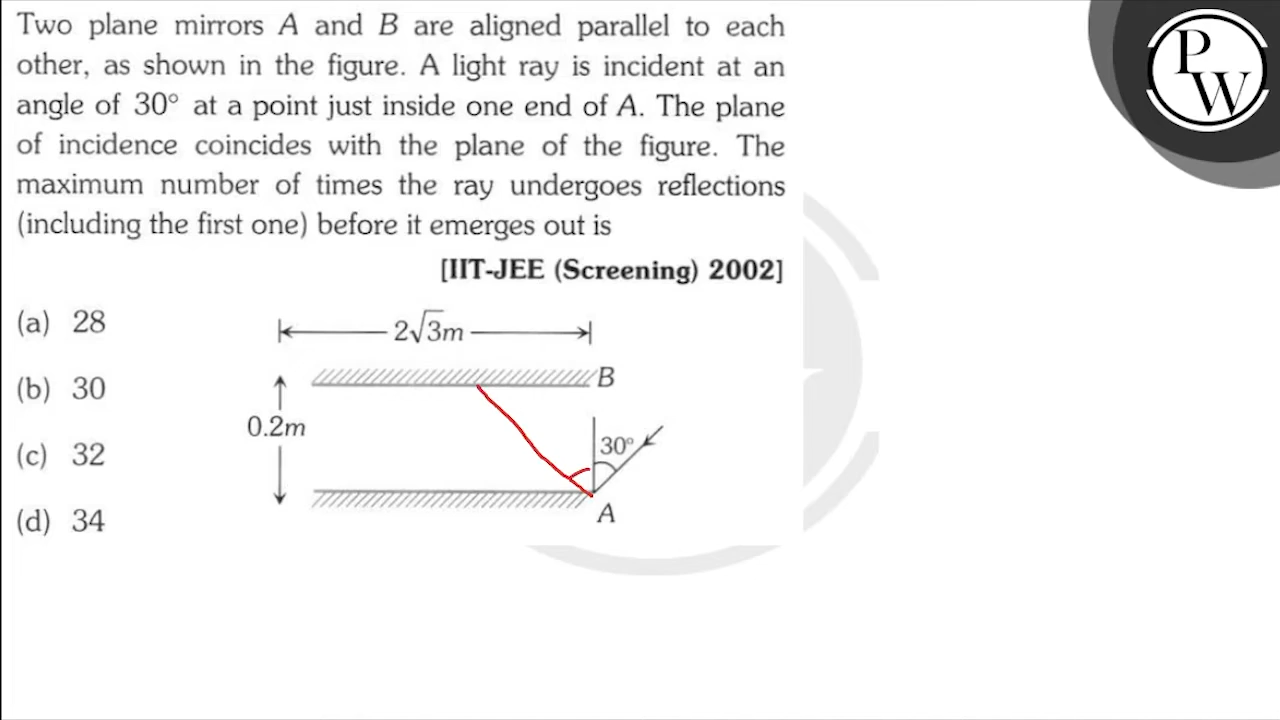 Two plane mirrors A and B are aligned parallel to each
other, as shown in the figure. A light ray is incident at an
angle of 30° at a point just inside one end of A. The plane
of incidence coincides with the plane of the figure. The
maximum number of times the ray undergoes reflections
(including the first one) before it emerges out is
[IIT-JEE (Screening) 2002]
(a) 28
(b) 30
(c) 32
(d) 34
2√3m
B
0.2m
30°
A
PW